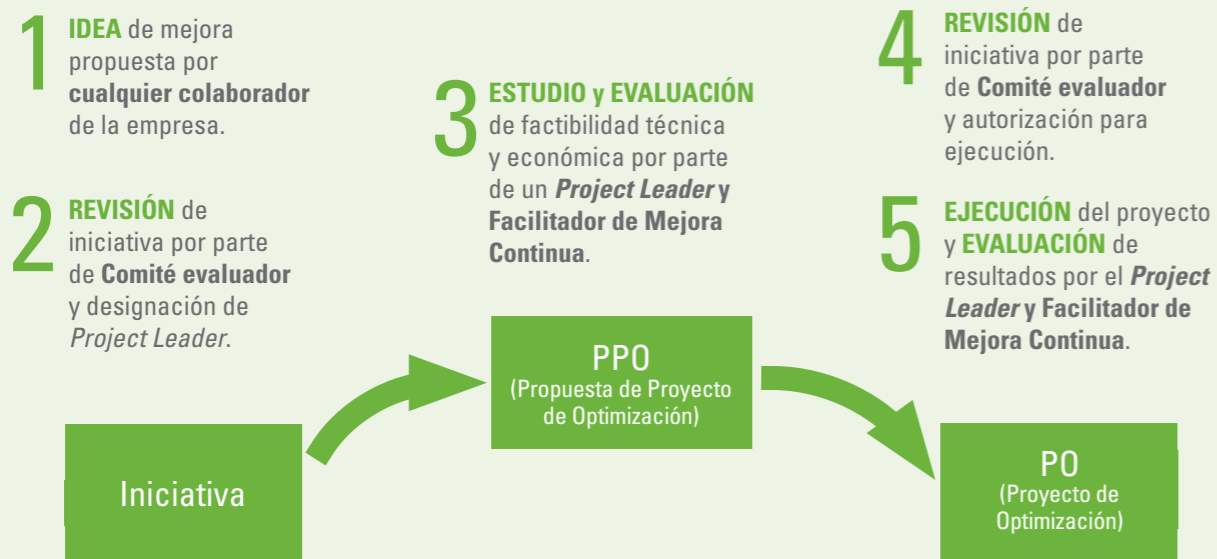 1
IDEA de mejora
propuesta por
cualquier colaborador
de la empresa.
2
REVISIÓN de
iniciativa por parte
de Comité evaluador
y designación de
Project Leader.
3
ESTUDIO y EVALUACIÓN
de factibilidad técnica
y económica por parte
de un Project Leader y
Facilitador de Mejora
Continua.
4
REVISIÓN de
iniciativa por parte
de Comité evaluador
y autorización para
ejecución.
5
EJECUCIÓN del proyecto
y EVALUACIÓN de
resultados por el Project
Leader y Facilitador de
Mejora Continua.
Iniciativa
PPO
(Propuesta de Proyecto
de Optimización)
PO
(Proyecto de
Optimización)